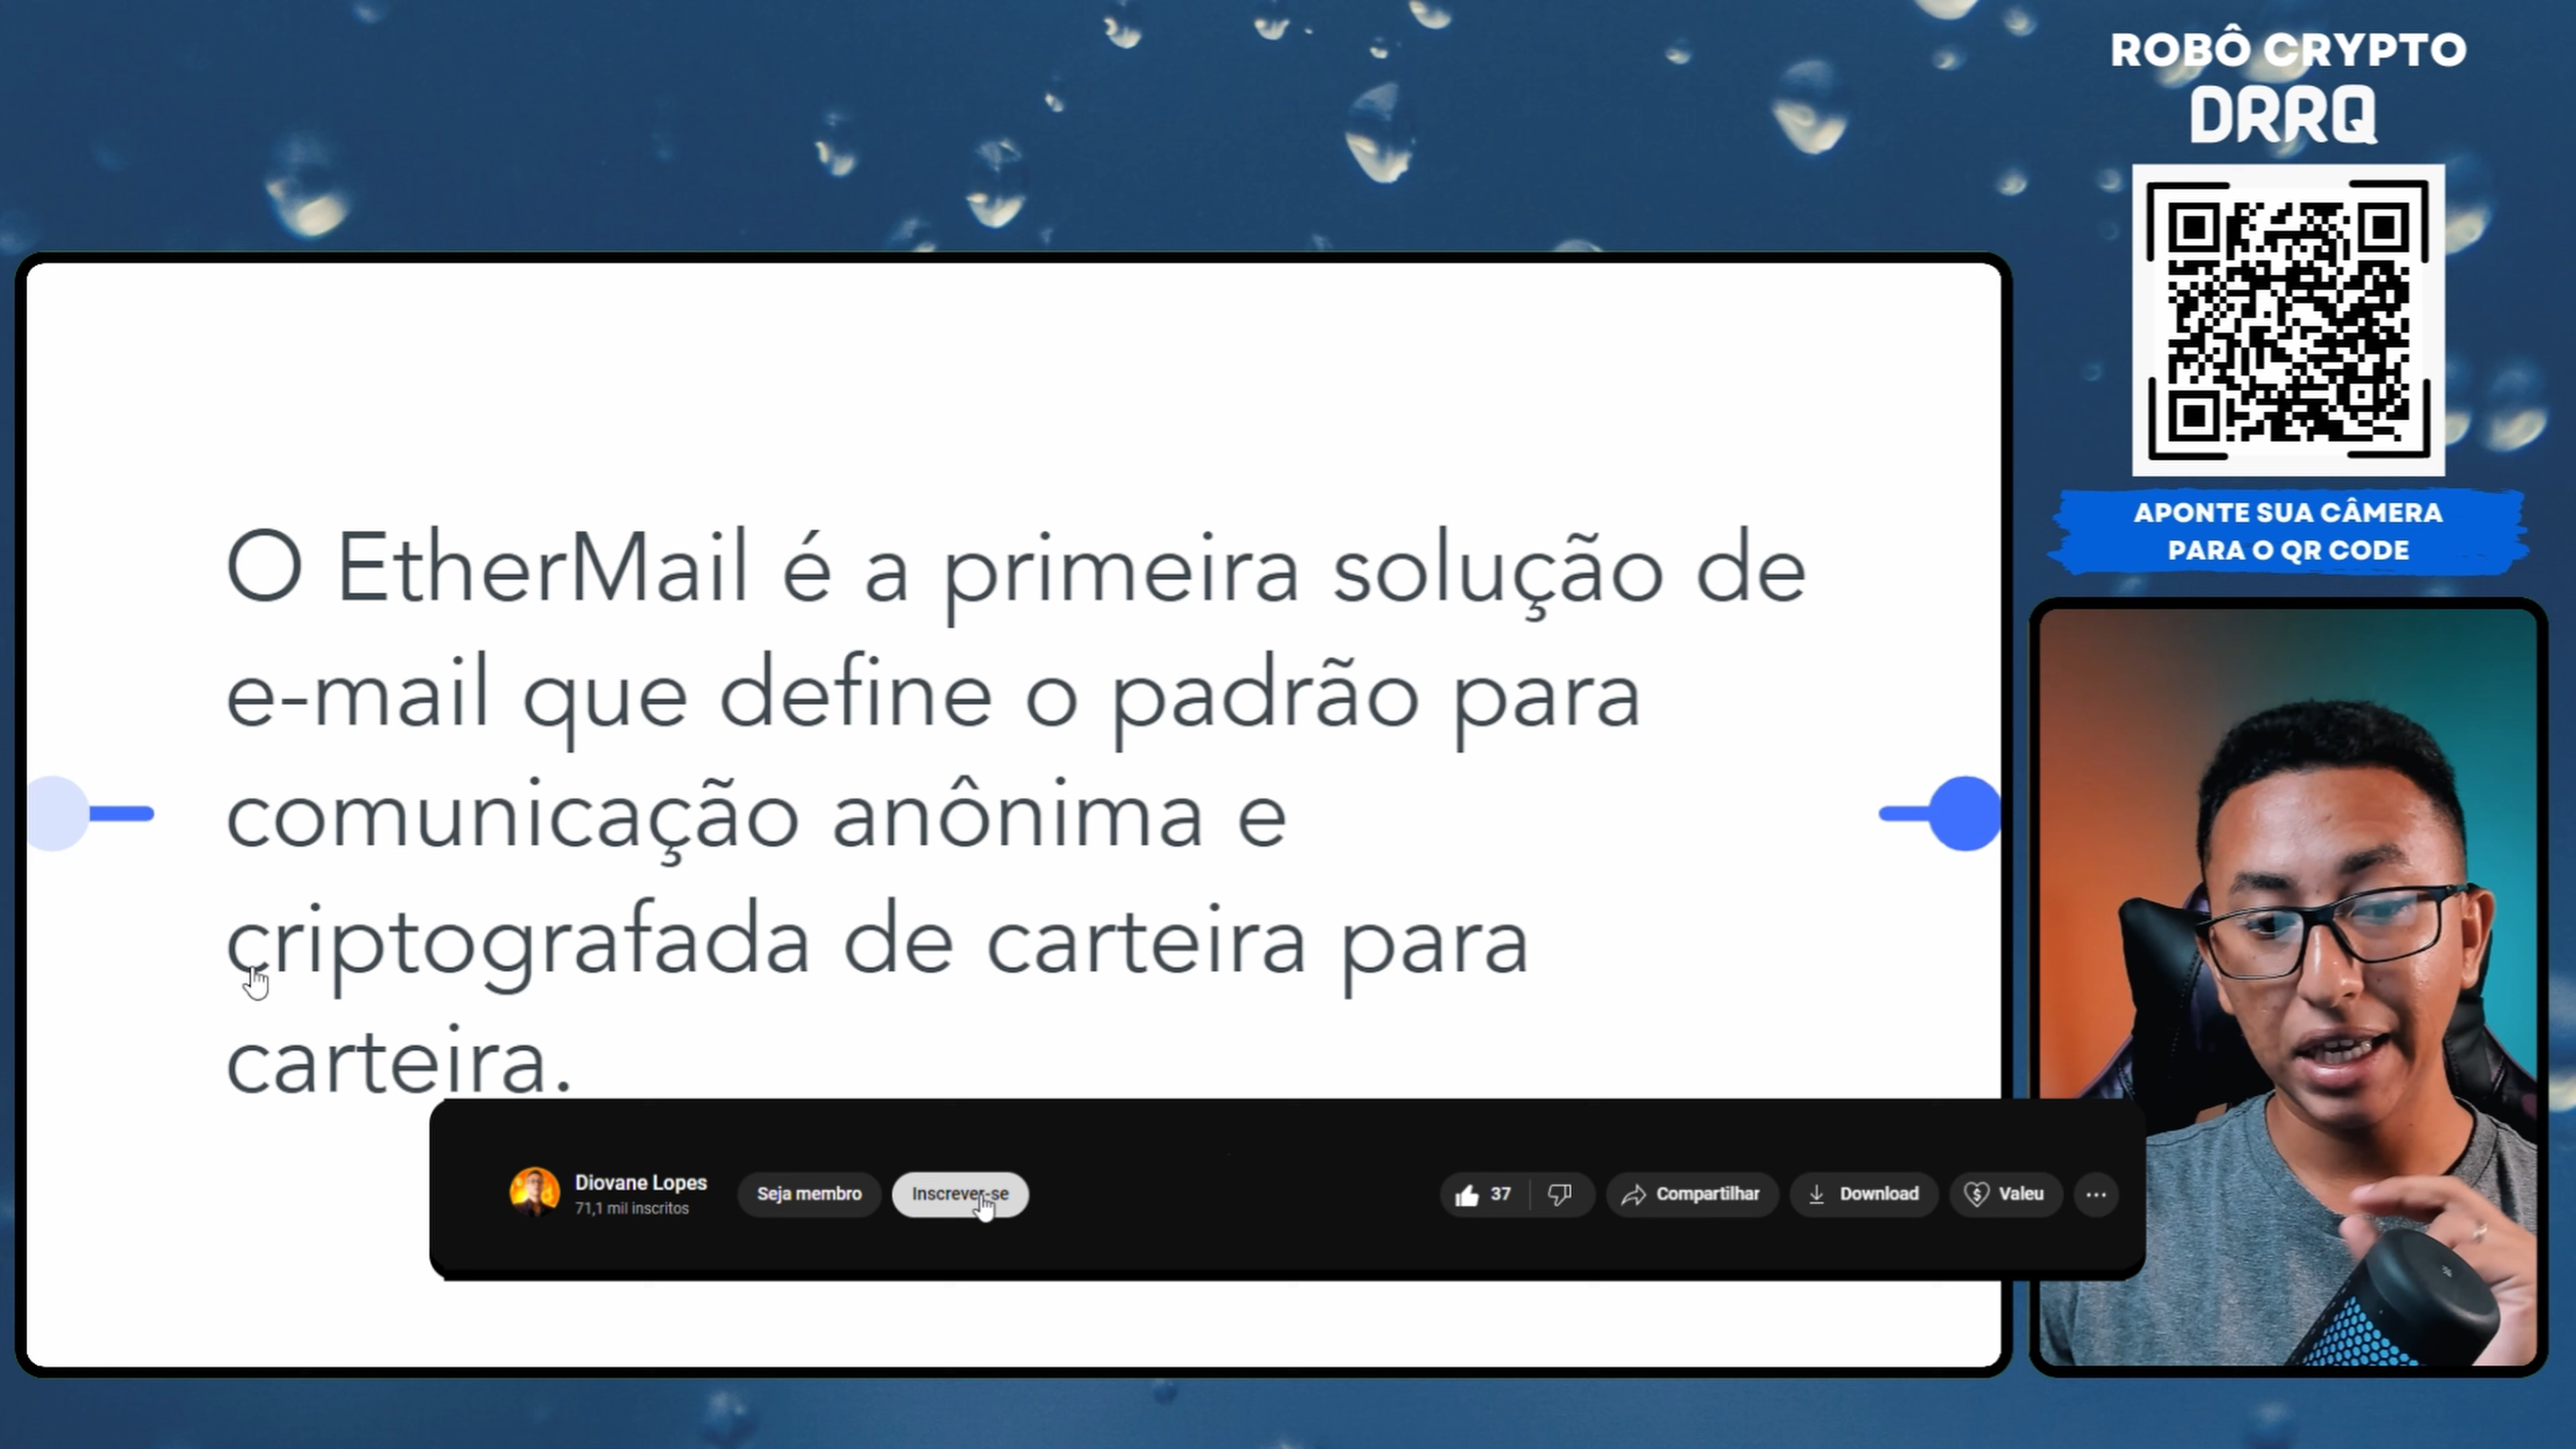 ROBÔ CRYPTO
DRRQ
APONTE SUA CÂMERA
PARA O QR CODE
O EtherMail é a primeira solução de
e-mail que define o padrão para
comunicação anônima e
criptografada de carteira para
carteira.
Diovane Lopes
71,1 mil inscritos
Seja membro
Inscrever-se
37
Compartilhar
Download
Valeu